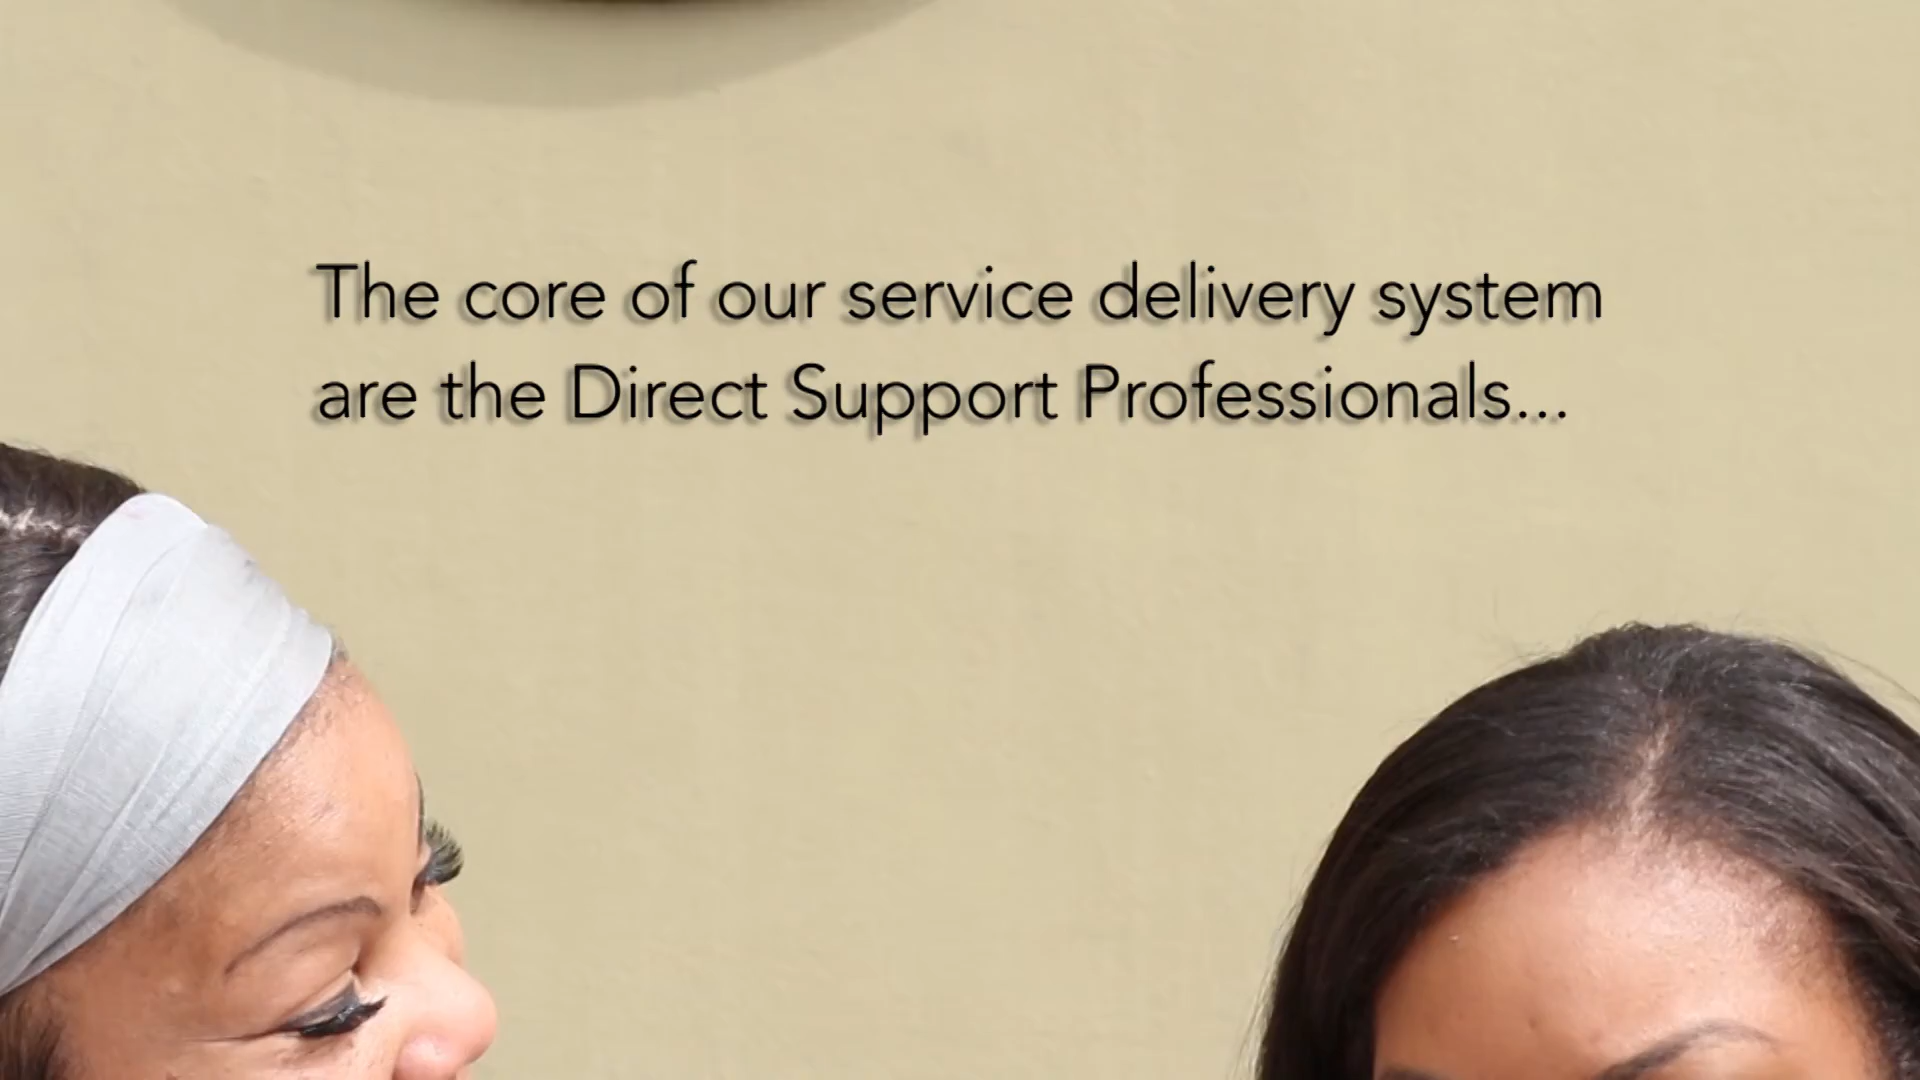 The core of our service delivery system
are the Direct Support Professionals...